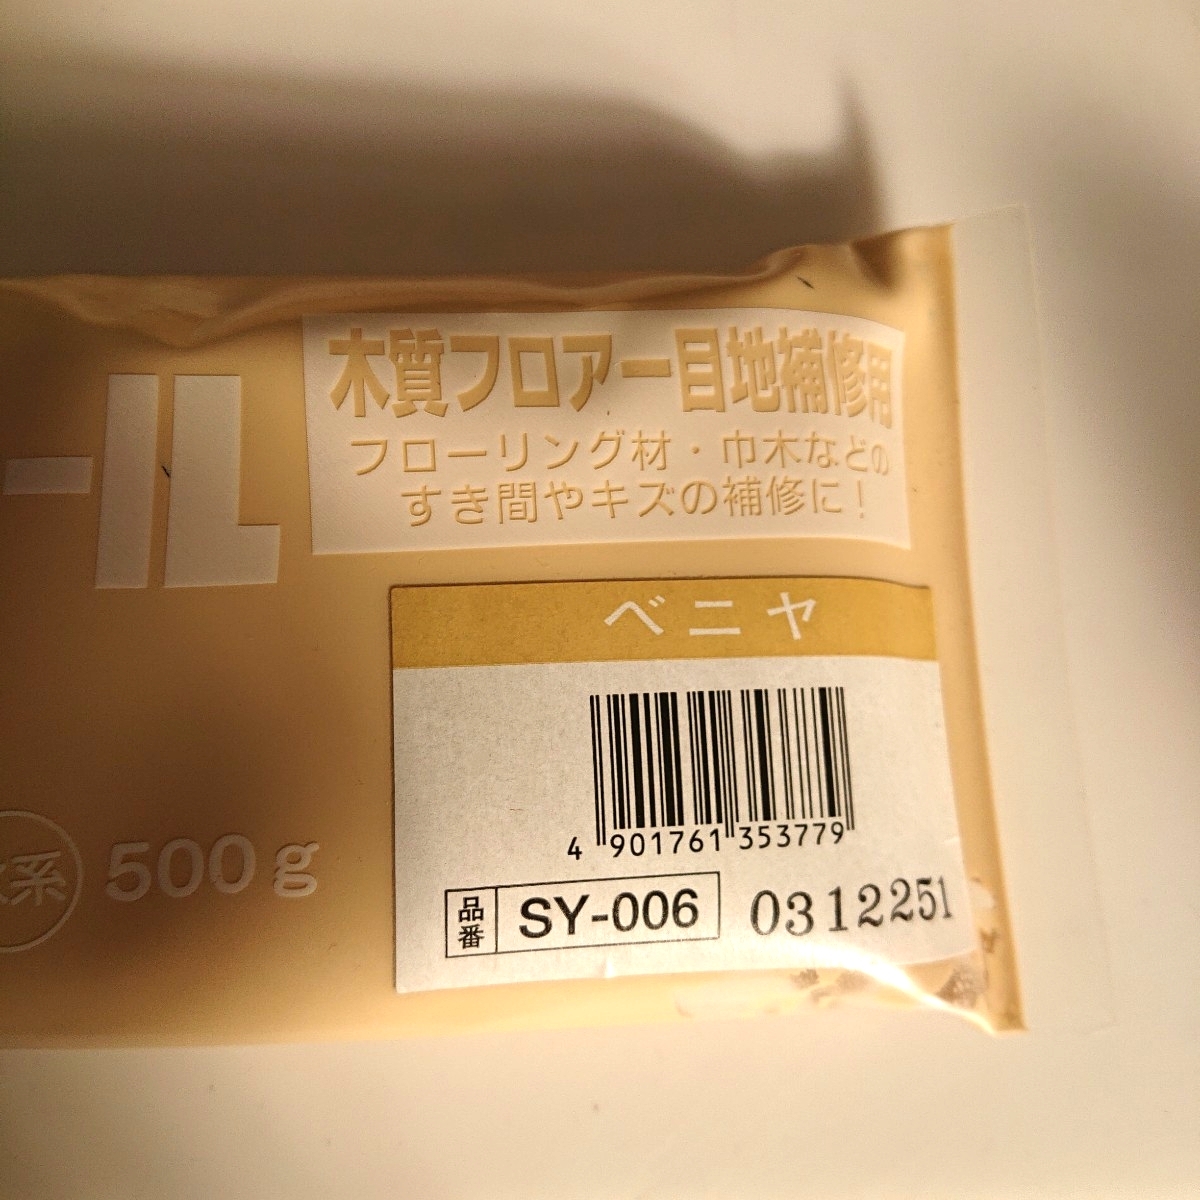 木質フロアー目地補修用
フローリング材・巾木などの
すき間やキズの補修に!
ール
ベニヤ
4 901761 353779
系 500g
品番 SY-006 0312251